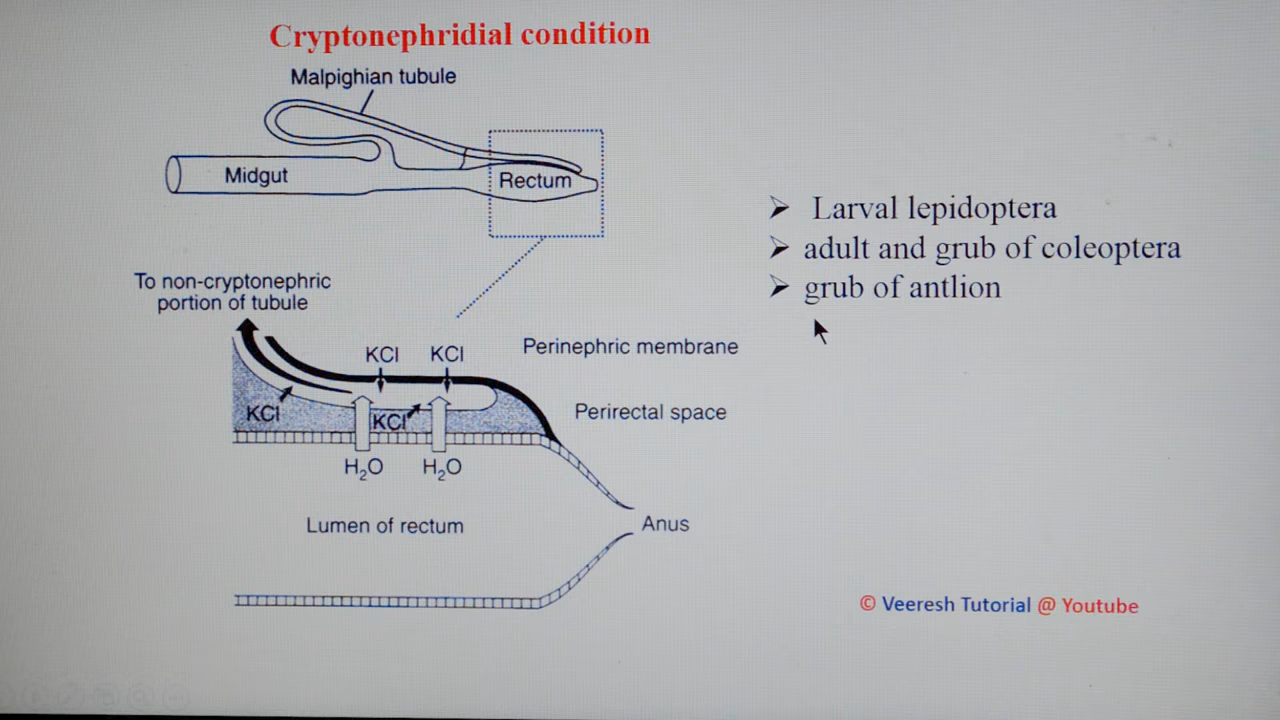 Cryptonephridial condition
Malpighian tubule
Midgut
Rectum
➤ Larval lepidoptera
➤ adult and grub of coleoptera
➤ grub of antlion
To non-cryptonephric
portion of tubule
KCl KCl
Perinephric membrane
KCl
KCl
Perirectal space
H₂O H₂O
Lumen of rectum
Anus
© Veeresh Tutorial @ Youtube